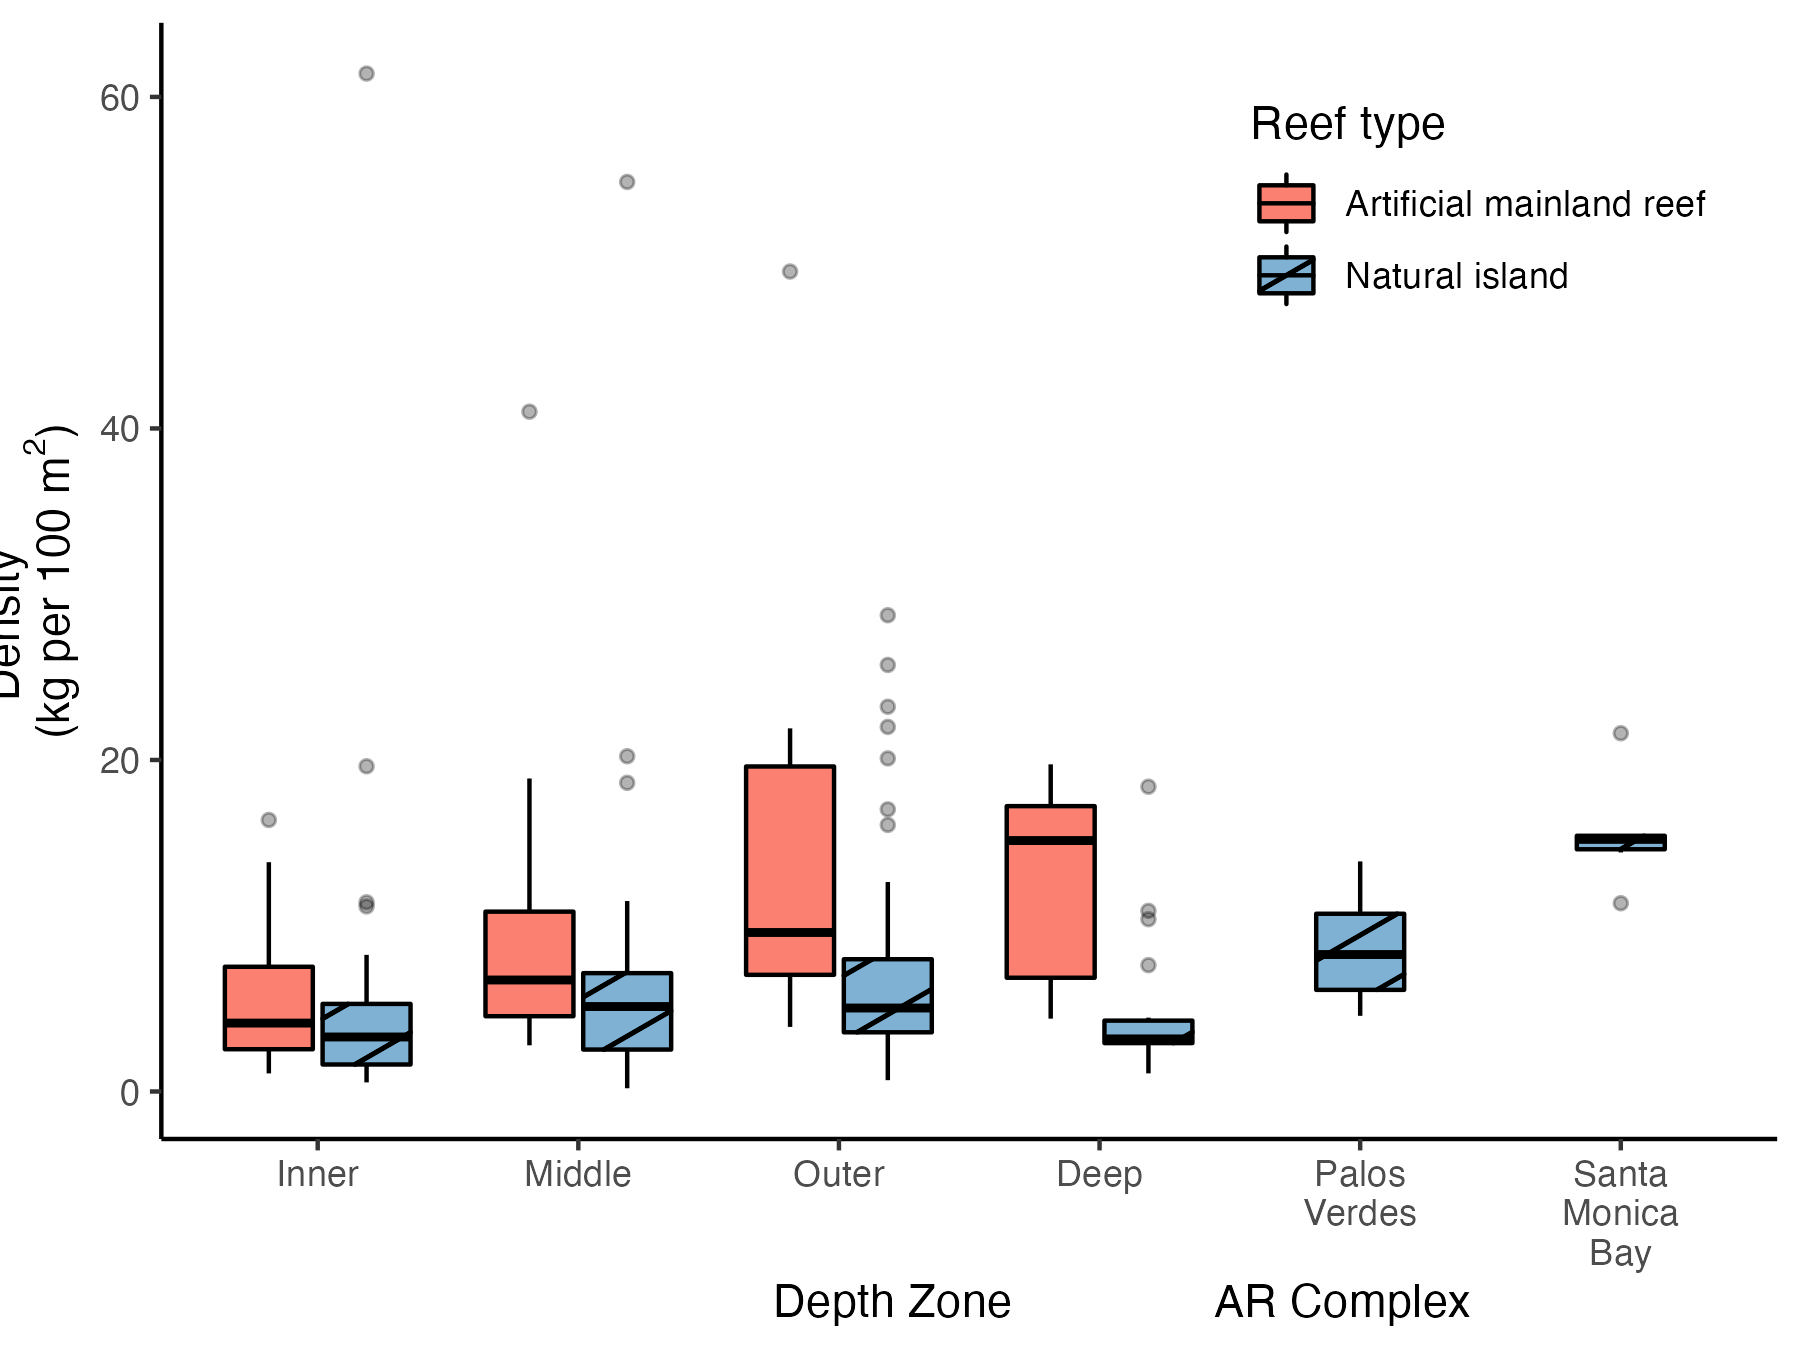 Density
(kg per 100 m²)
60
40
20
0
Reef type
Artificial mainland reef
Natural island
Inner
Middle
Outer
Deep
Palos
Verdes
Santa
Monica
Bay
Depth Zone
AR Complex